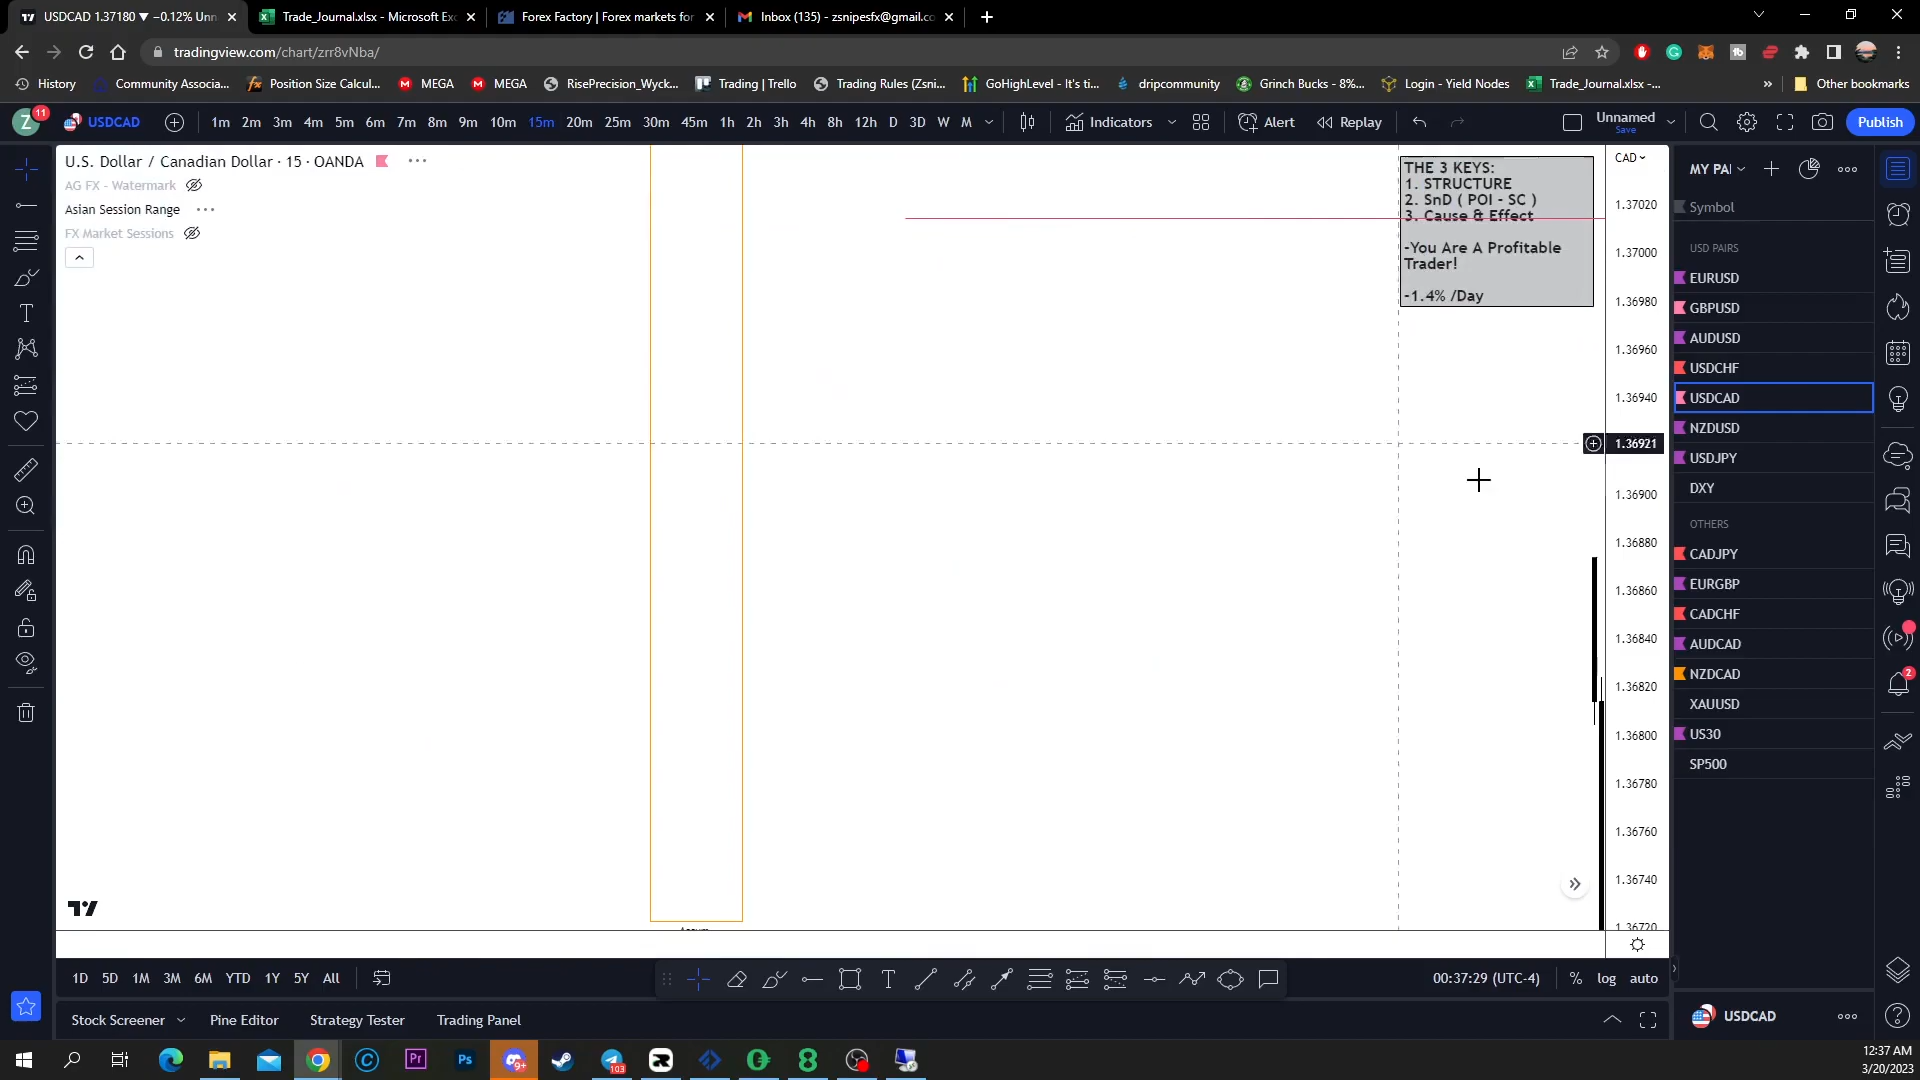 USDCAD 1.37180 ▼ −0.12% Unn
Trade_Journal.xlsx - Microsoft Exc
Forex Factory | Forex markets for
Inbox (135) - zsnipesfx@gmail.co
tradingview.com/chart/zrr8vNba/
History
Community Associa...
Position Size Calcul...
MEGA
MEGA
RisePrecision_Wyck...
Trading | Trello
Trading Rules (Zsni...
GoHighLevel - It's ti...
dripcommunity
Grinch Bucks - 8%...
Login - Yield Nodes
Trade_Journal.xlsx -...
»
Other bookmarks
Z
11
USDCAD
1m 2m 3m 4m 5m 6m 7m 8m 9m 10m 15m 20m 25m 30m 45m 1h 2h 3h 4h 8h 12h D 3D W M
Indicators
Alert
Replay
Unnamed
Save
Publish
U.S. Dollar / Canadian Dollar · 15 · OANDA
AG FX - Watermark
Asian Session Range
FX Market Sessions
THE 3 KEYS:
1. STRUCTURE
2. SnD ( POI - SC )
3. Cause & Effect
-You Are A Profitable
Trader!
-1.4% /Day
CAD
1.37020
1.37000
1.36980
1.36960
1.36940
1.36921
1.36900
1.36880
1.36860
1.36840
1.36820
1.36800
1.36780
1.36760
1.36740
1.36720
MY PAI
Symbol
USD PAIRS
EURUSD
GBPUSD
AUDUSD
USDCHF
USDCAD
NZDUSD
USDJPY
DXY
OTHERS
CADJPY
EURGBP
CADCHF
AUDCAD
NZDCAD
XAUUSD
US30
SP500
2
1D 5D 1M 3M 6M YTD 1Y 5Y All
00:37:29 (UTC-4)
% log auto
Stock Screener
Pine Editor
Strategy Tester
Trading Panel
USDCAD
Pr
Ps
9+
103
12:37 AM
3/20/2023